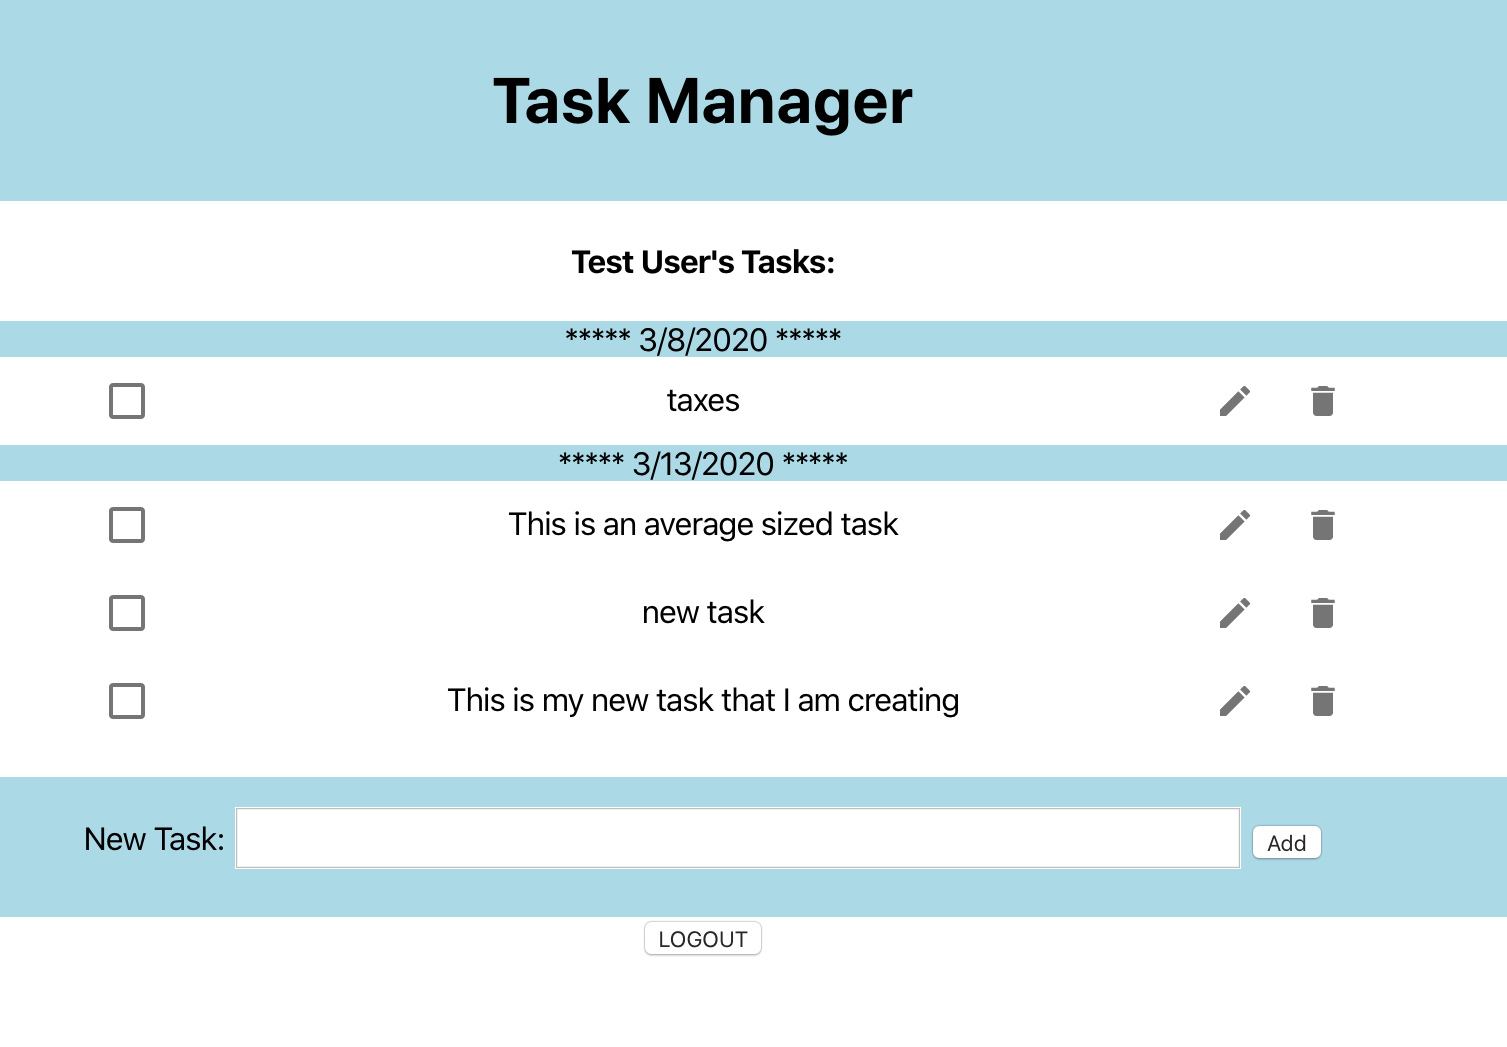 Task Manager
Test User's Tasks:
***** 3/8/2020 *****
taxes
***** 3/13/2020 *****
This is an average sized task
new task
This is my new task that I am creating
New Task: Add
LOGOUT